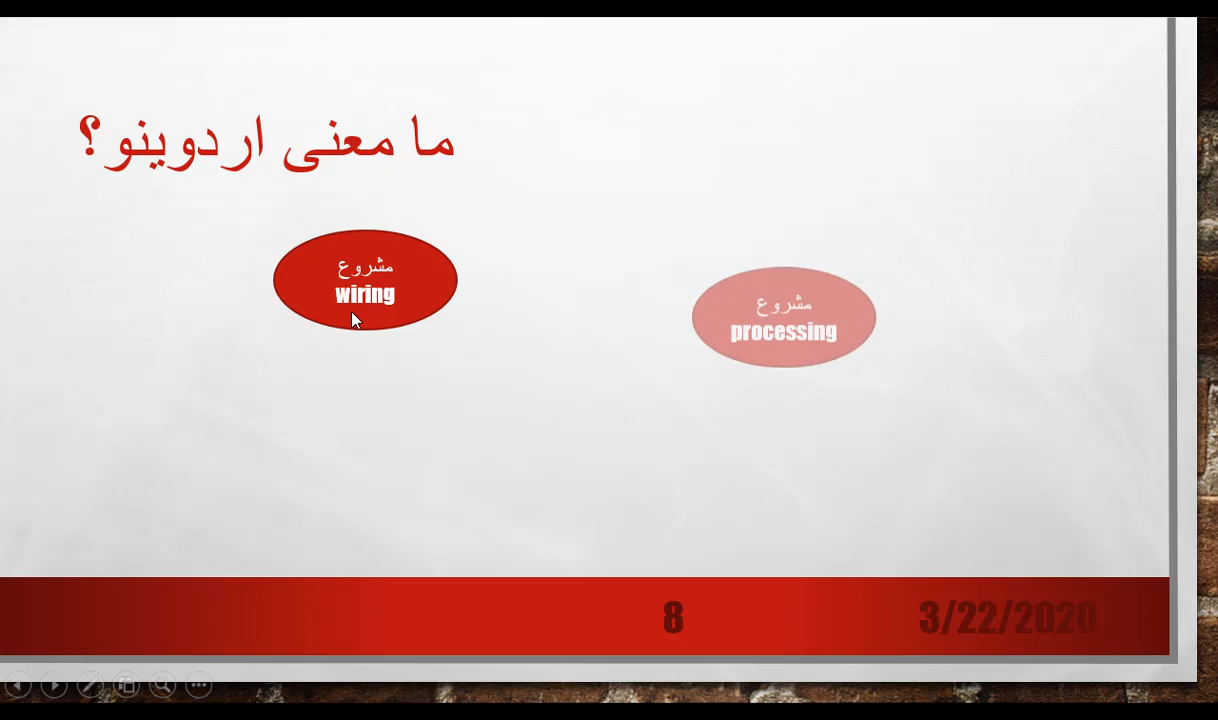 ما معنى اردوينو؟
مشروع
wiring
مشروع
processing
8
3/22/2020